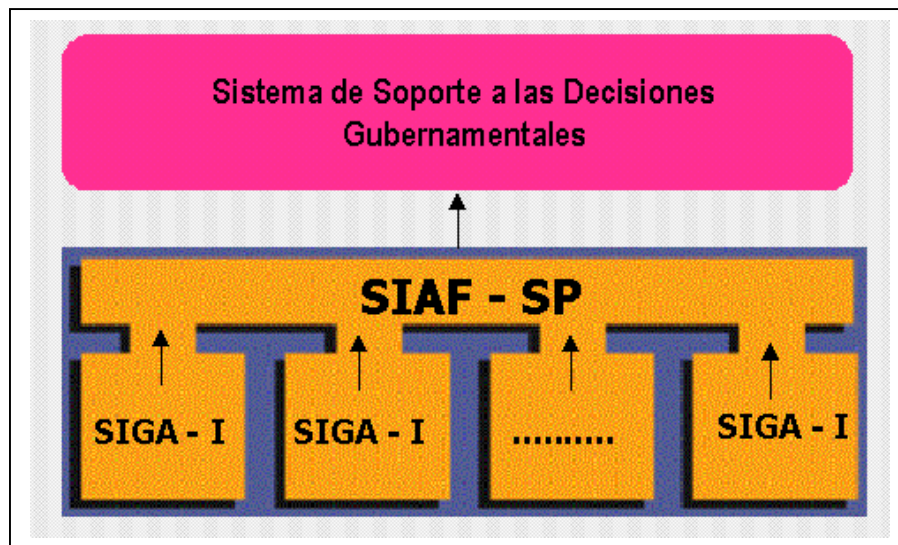 Sistema de Soporte a las Decisiones
Gubernamentales
SIAF - SP
SIGA - I
SIGA - I
..........
SIGA - I